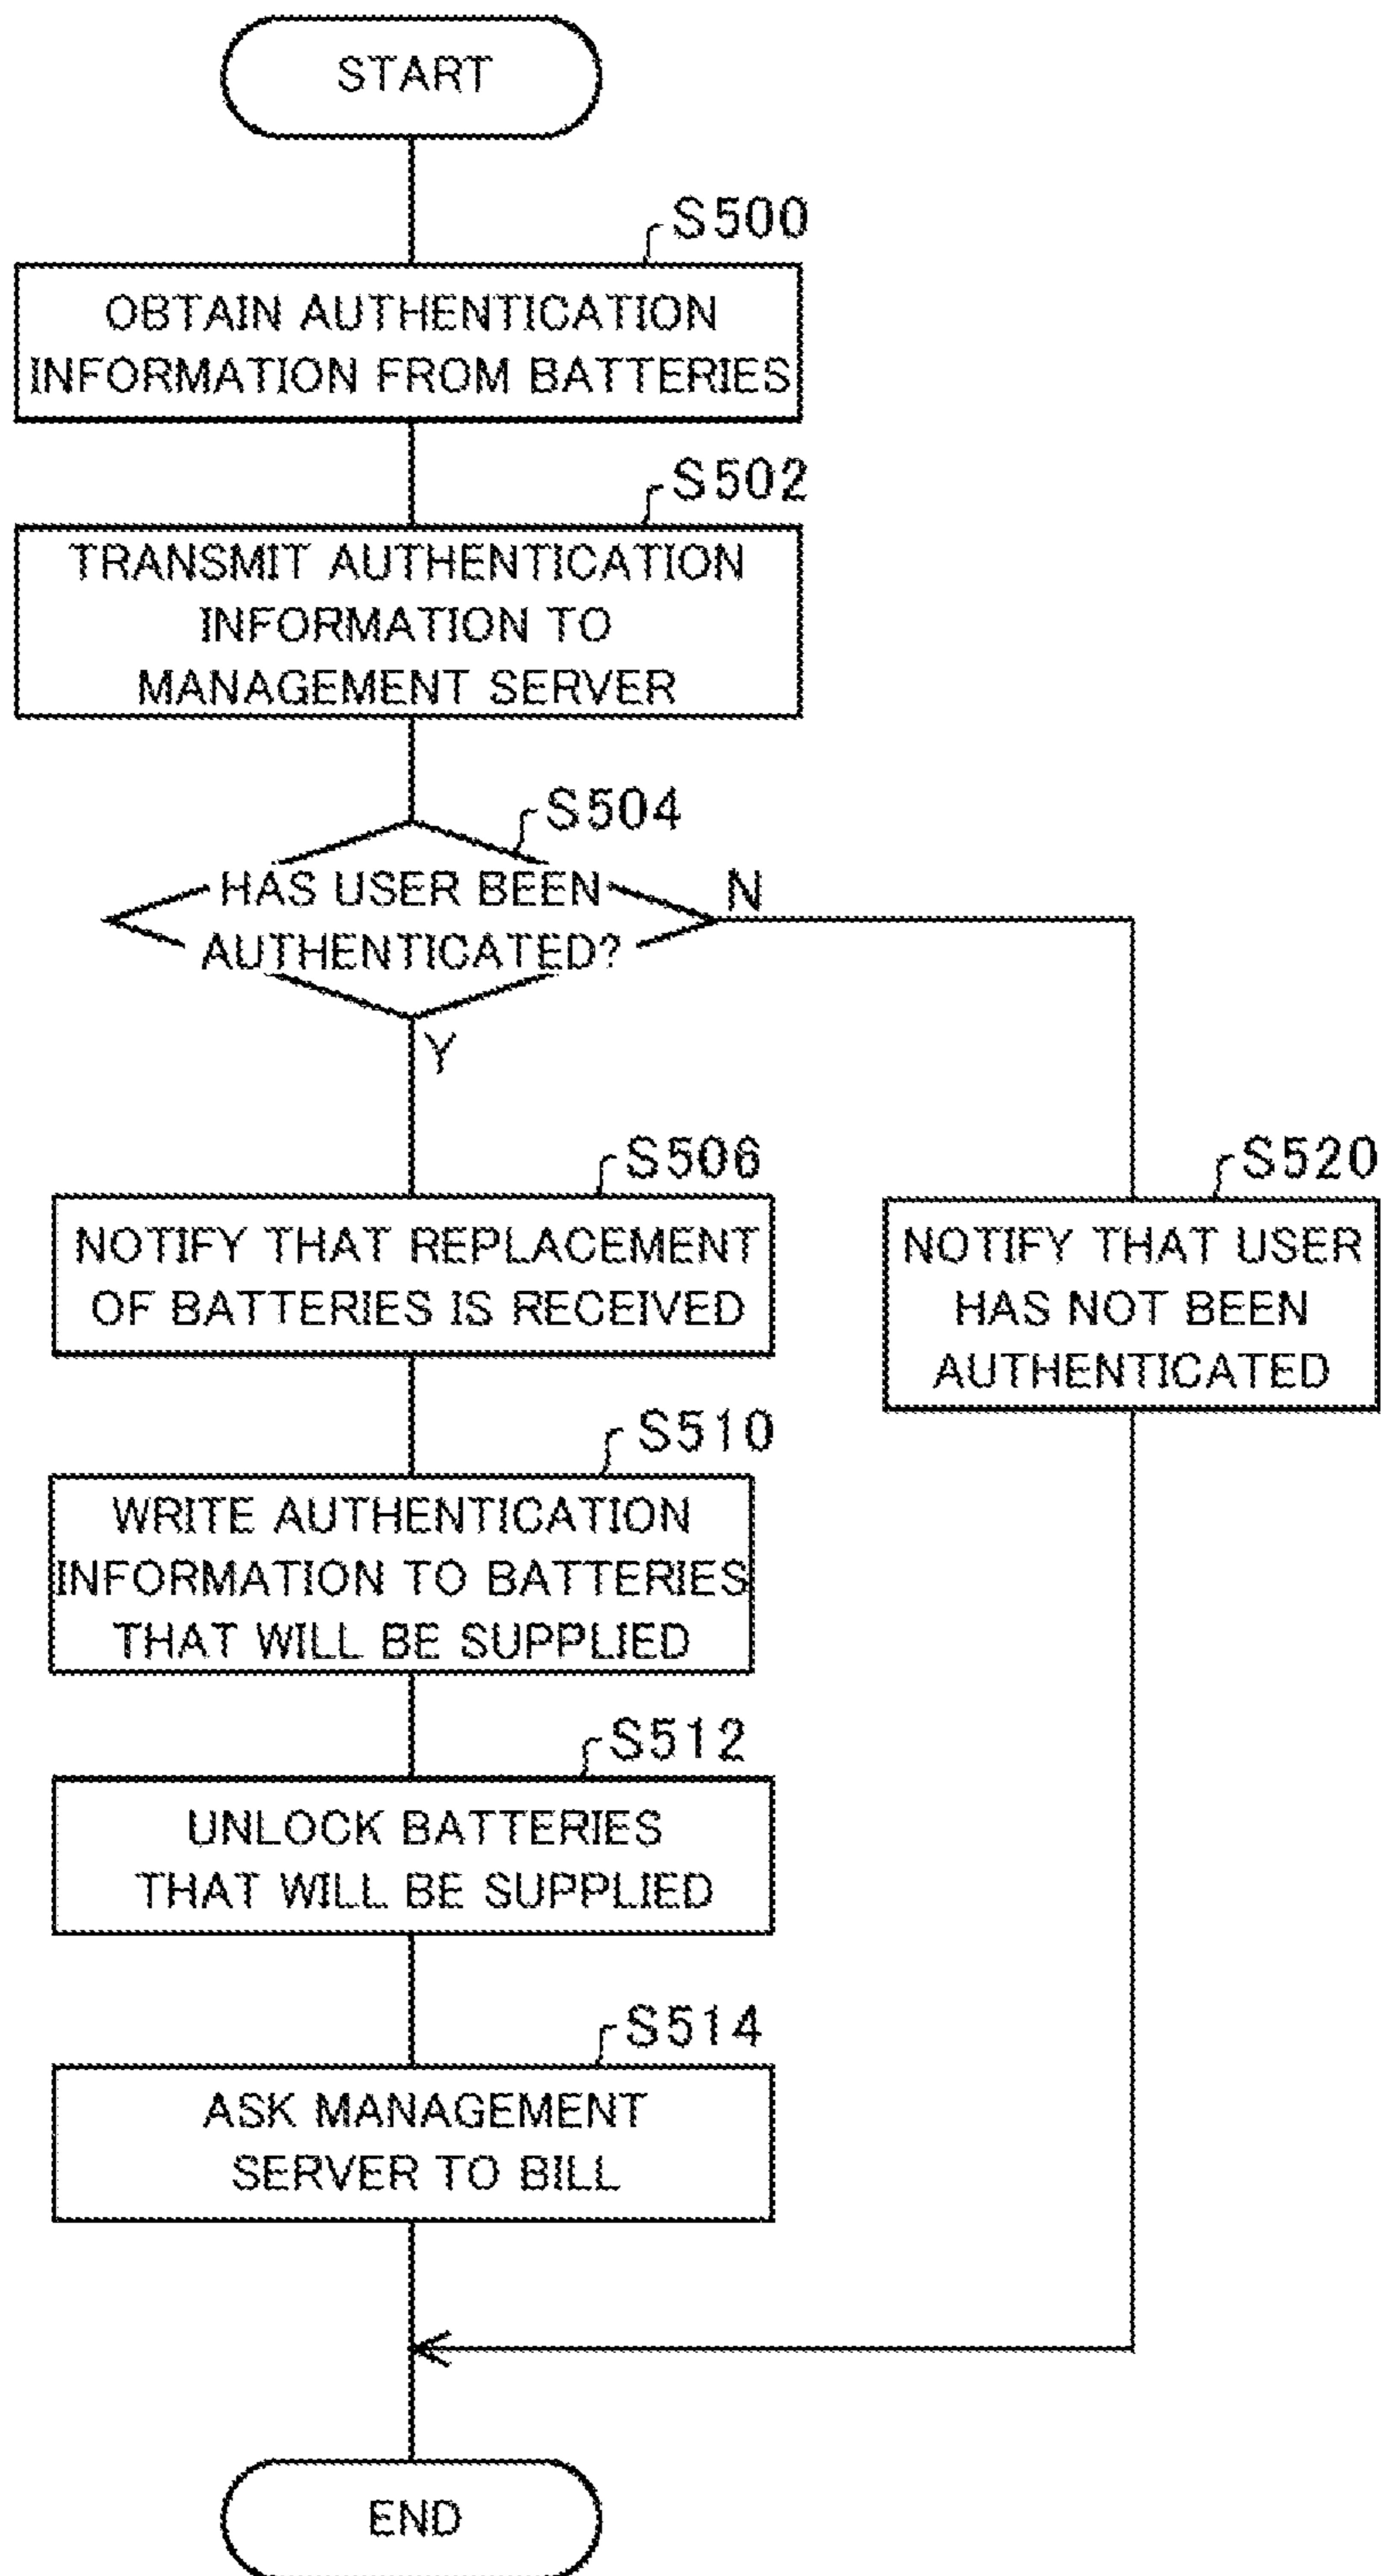 START
S500
OBTAIN AUTHENTICATION
INFORMATION FROM BATTERIES
S502
TRANSMIT AUTHENTICATION
INFORMATION TO
MANAGEMENT SERVER
S504
HAS USER BEEN
AUTHENTICATED?
N
Y
S506
NOTIFY THAT REPLACEMENT
OF BATTERIES IS RECEIVED
S520
NOTIFY THAT USER
HAS NOT BEEN
AUTHENTICATED
S510
WRITE AUTHENTICATION
INFORMATION TO BATTERIES
THAT WILL BE SUPPLIED
S512
UNLOCK BATTERIES
THAT WILL BE SUPPLIED
S514
ASK MANAGEMENT
SERVER TO BILL
END